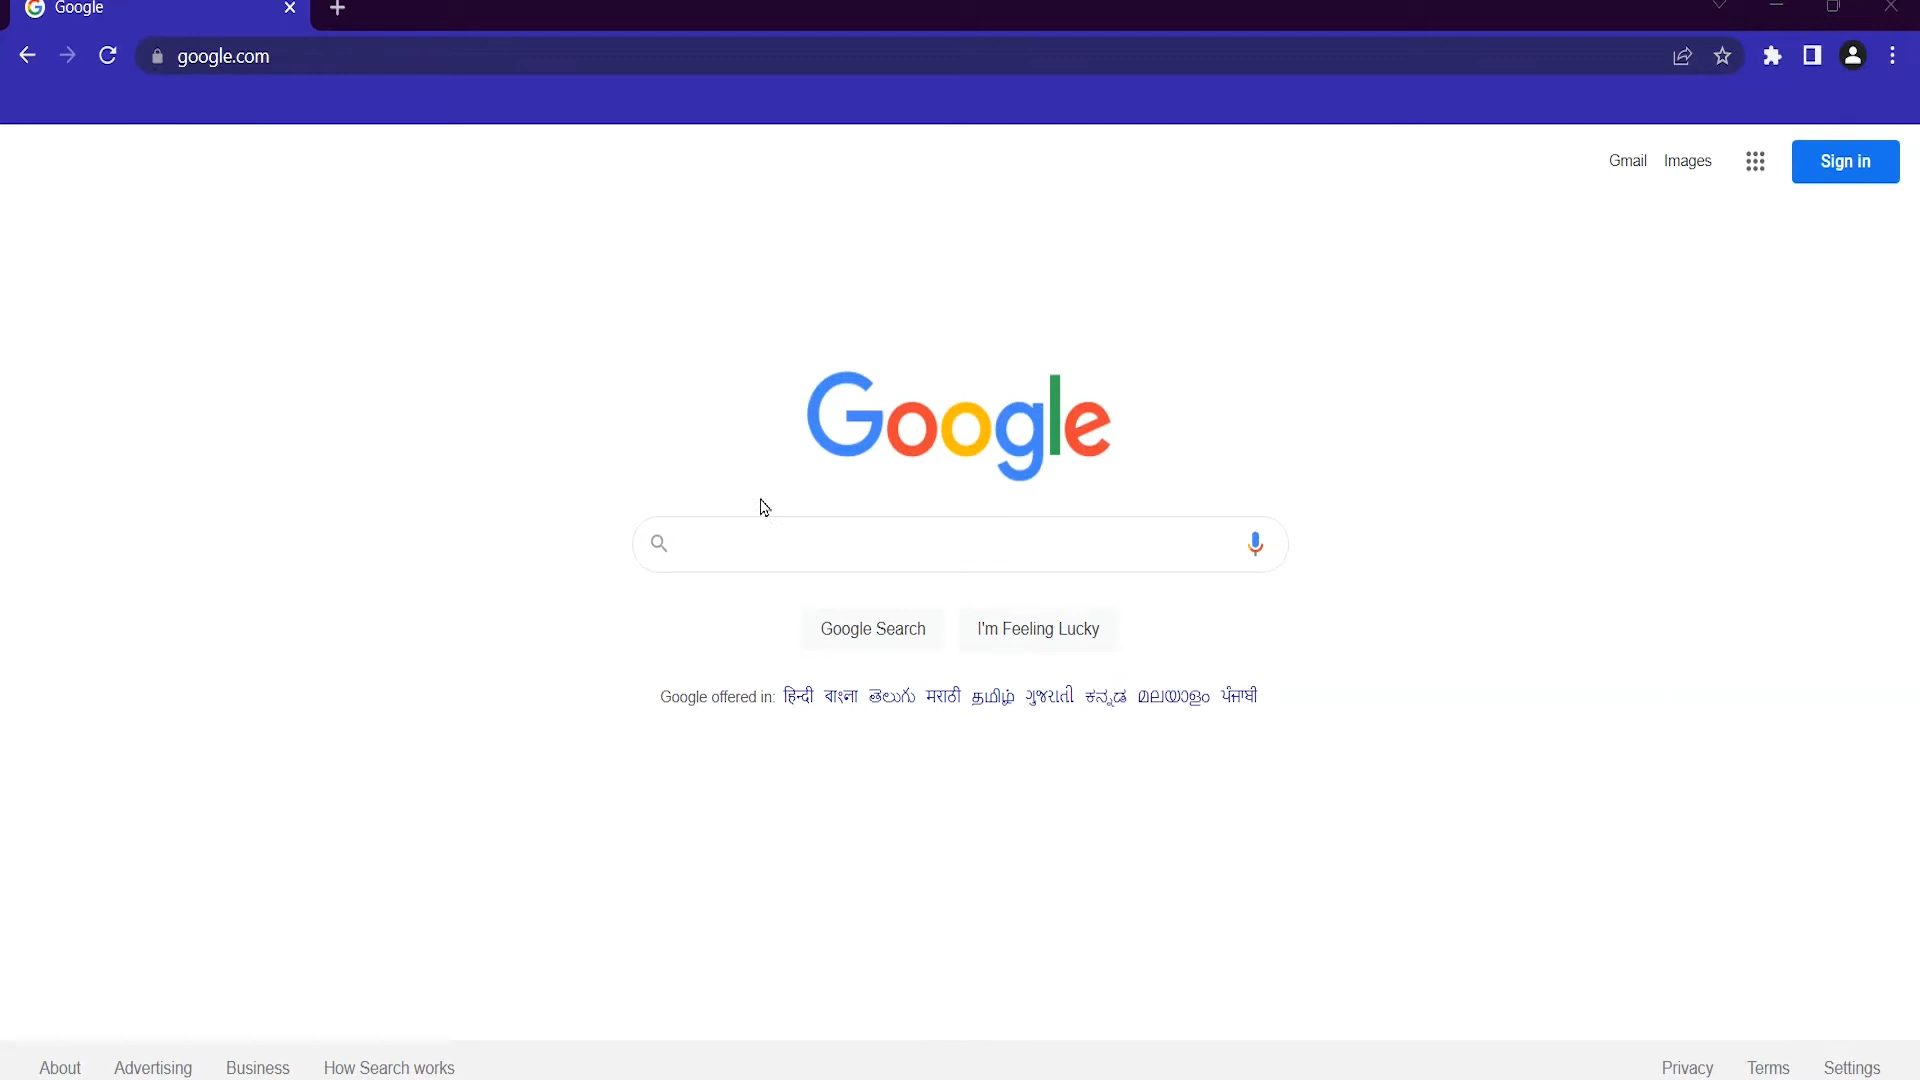 Google
google.com
Gmail Images Sign in
Google
Google Search I'm Feeling Lucky
Google offered in: हिन्दी বাংলা తెలుగు मराठी தமிழ் ગુજરાતી ಕನ್ನಡ മലയാളം ਪੰਜਾਬੀ
About Advertising Business How Search works Privacy Terms Settings